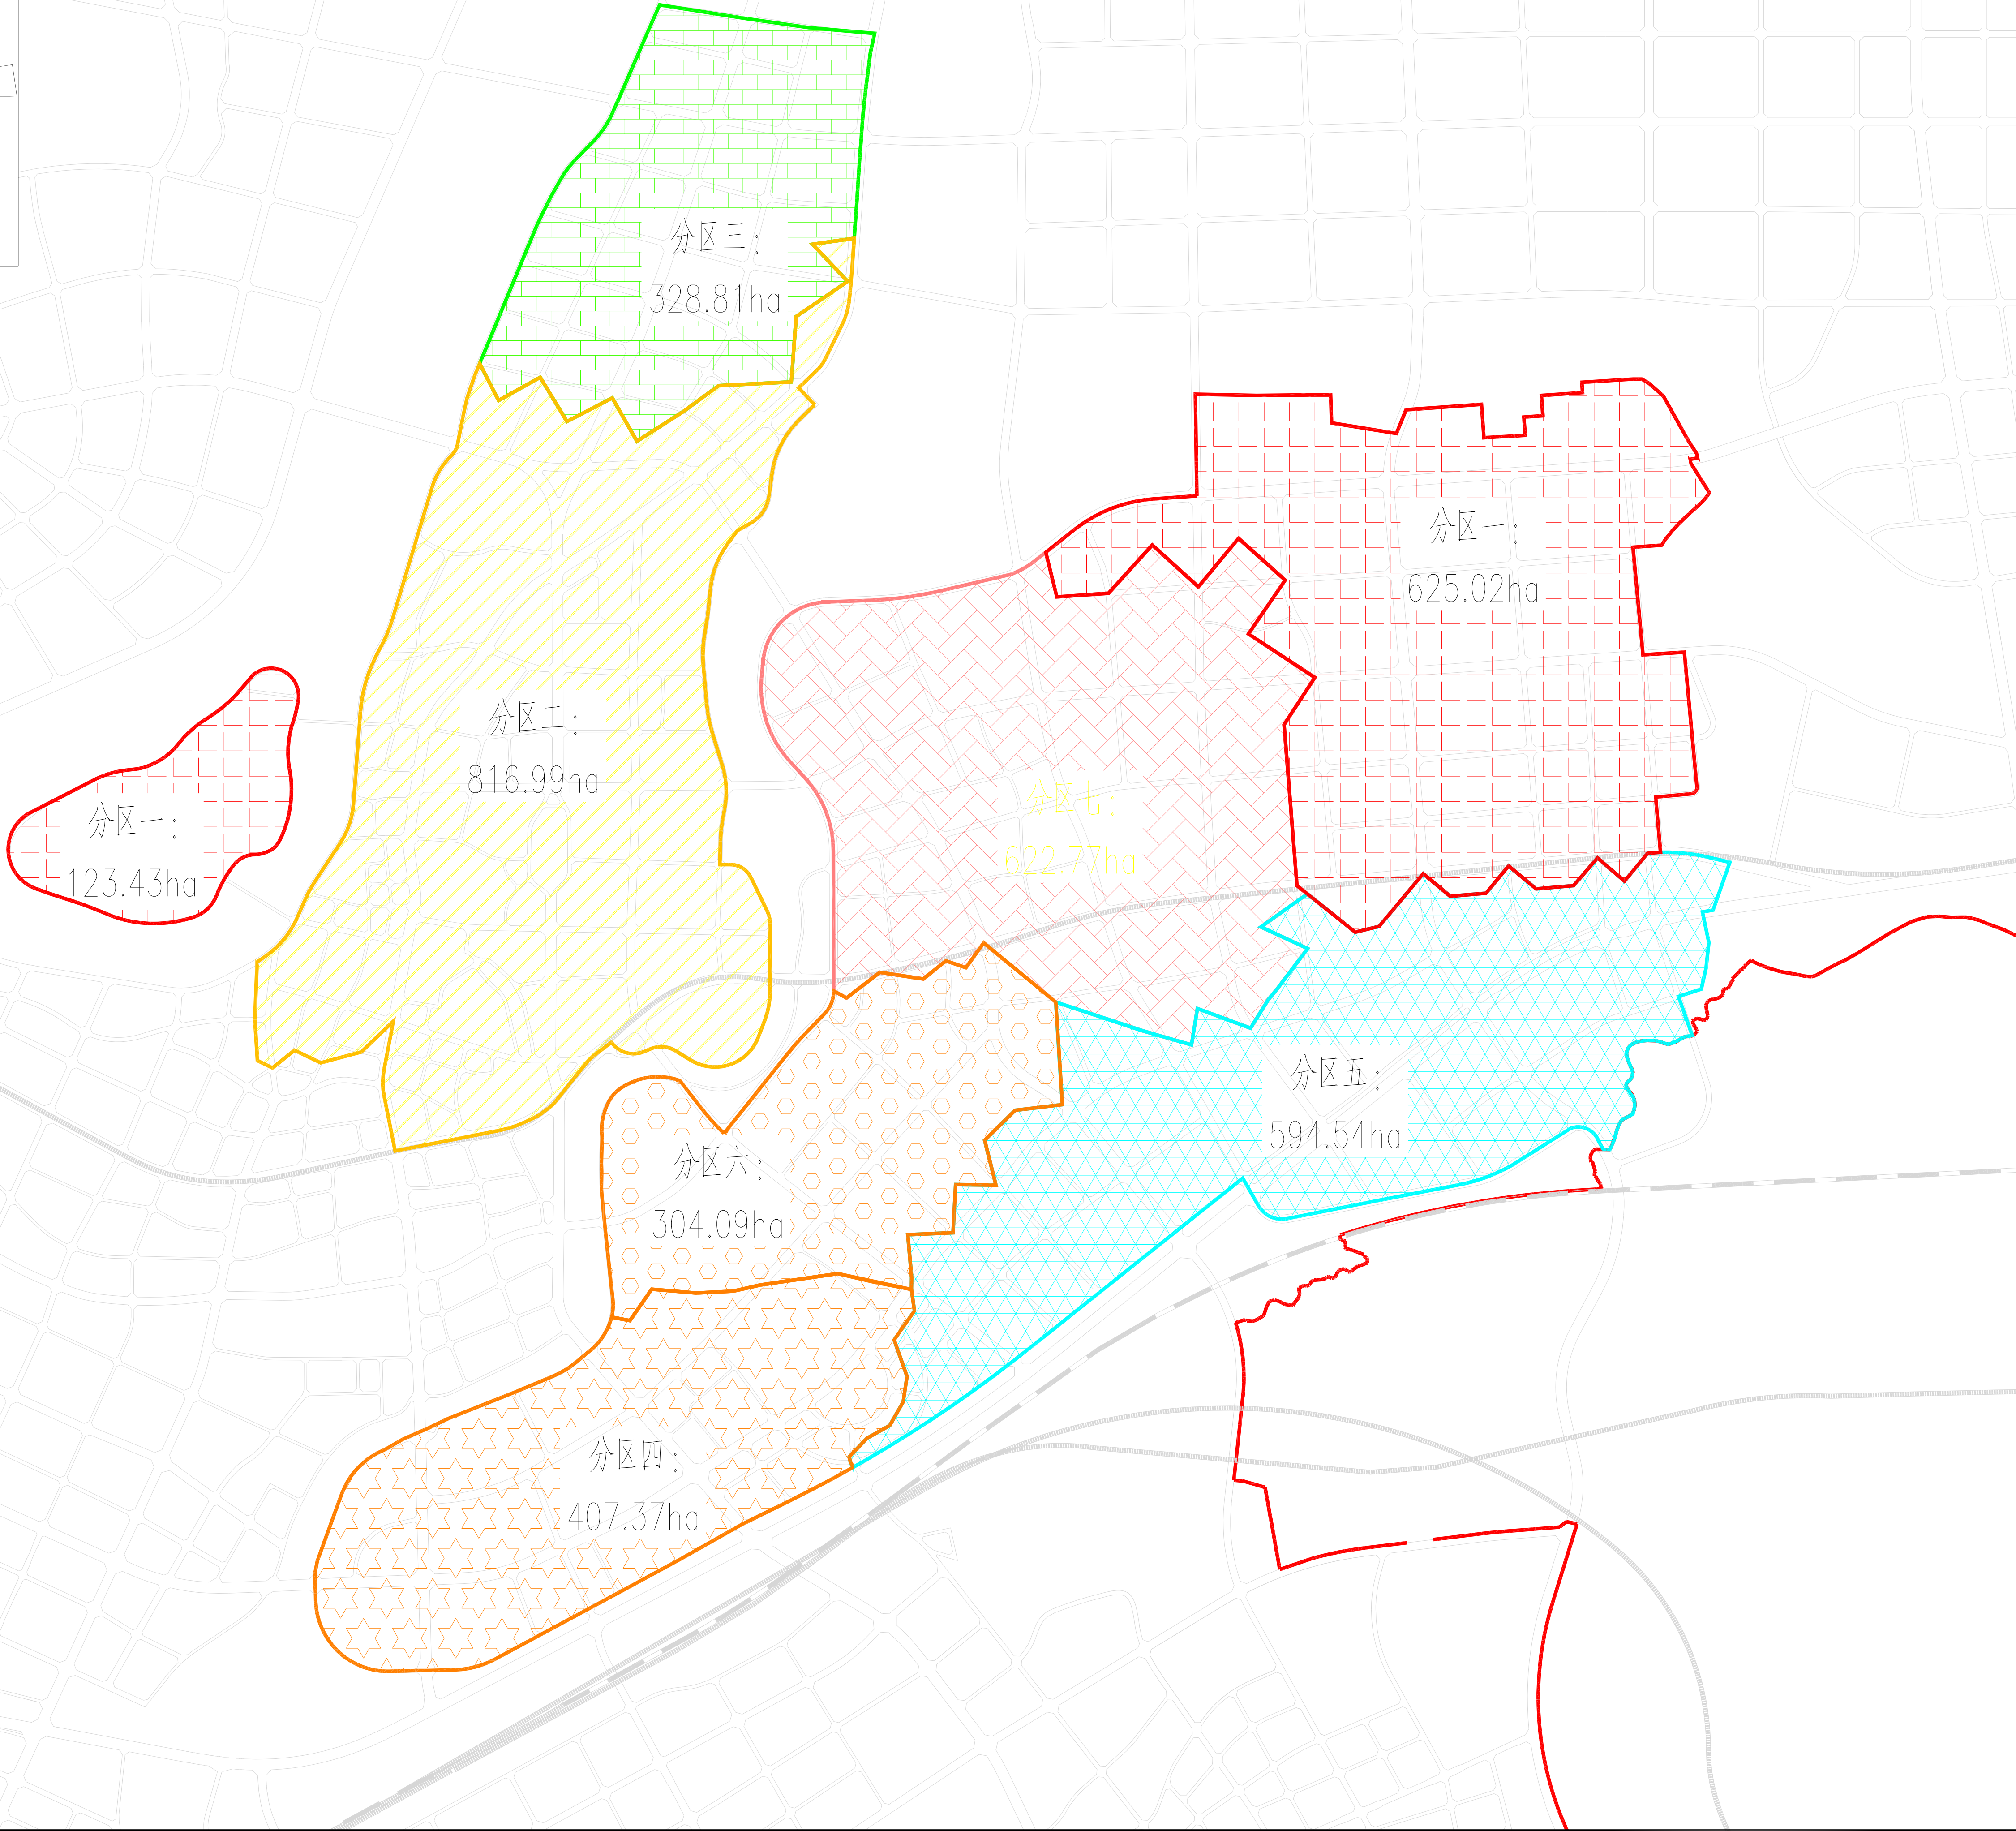 分区三:
328.81ha
分区一:
625.02ha
分区二:
816.99ha
分区七:
622.77ha
分区一:
123.43ha
分区五:
594.54ha
分区六:
304.09ha
分区四:
407.37ha